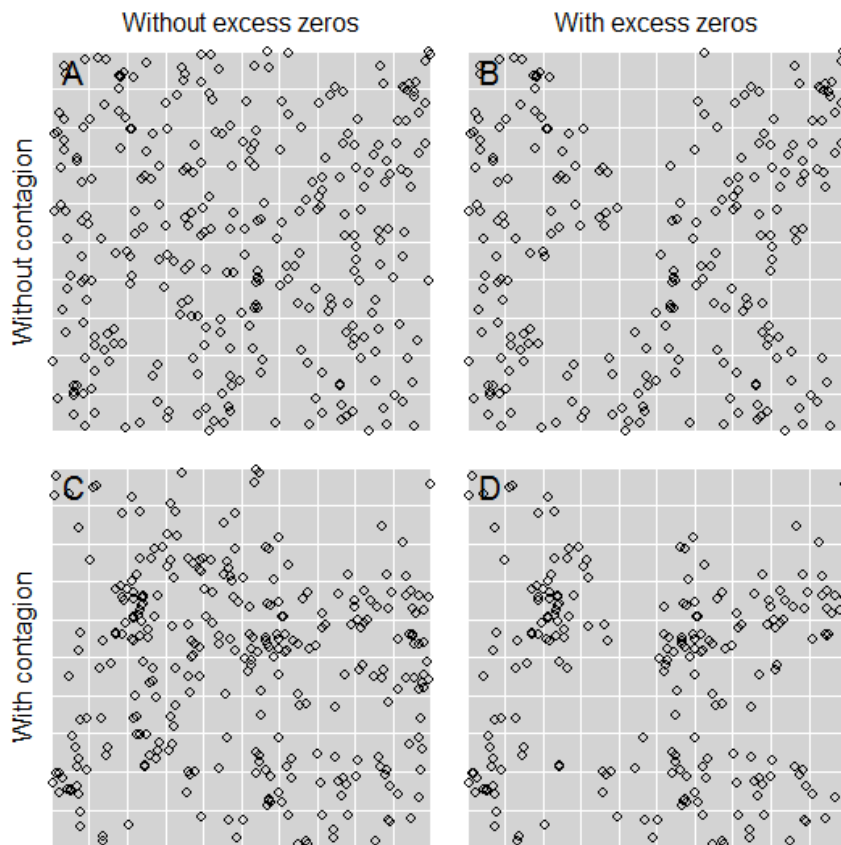 Without excess zeros
With excess zeros
A
B
Without contagion
C
D
With contagion